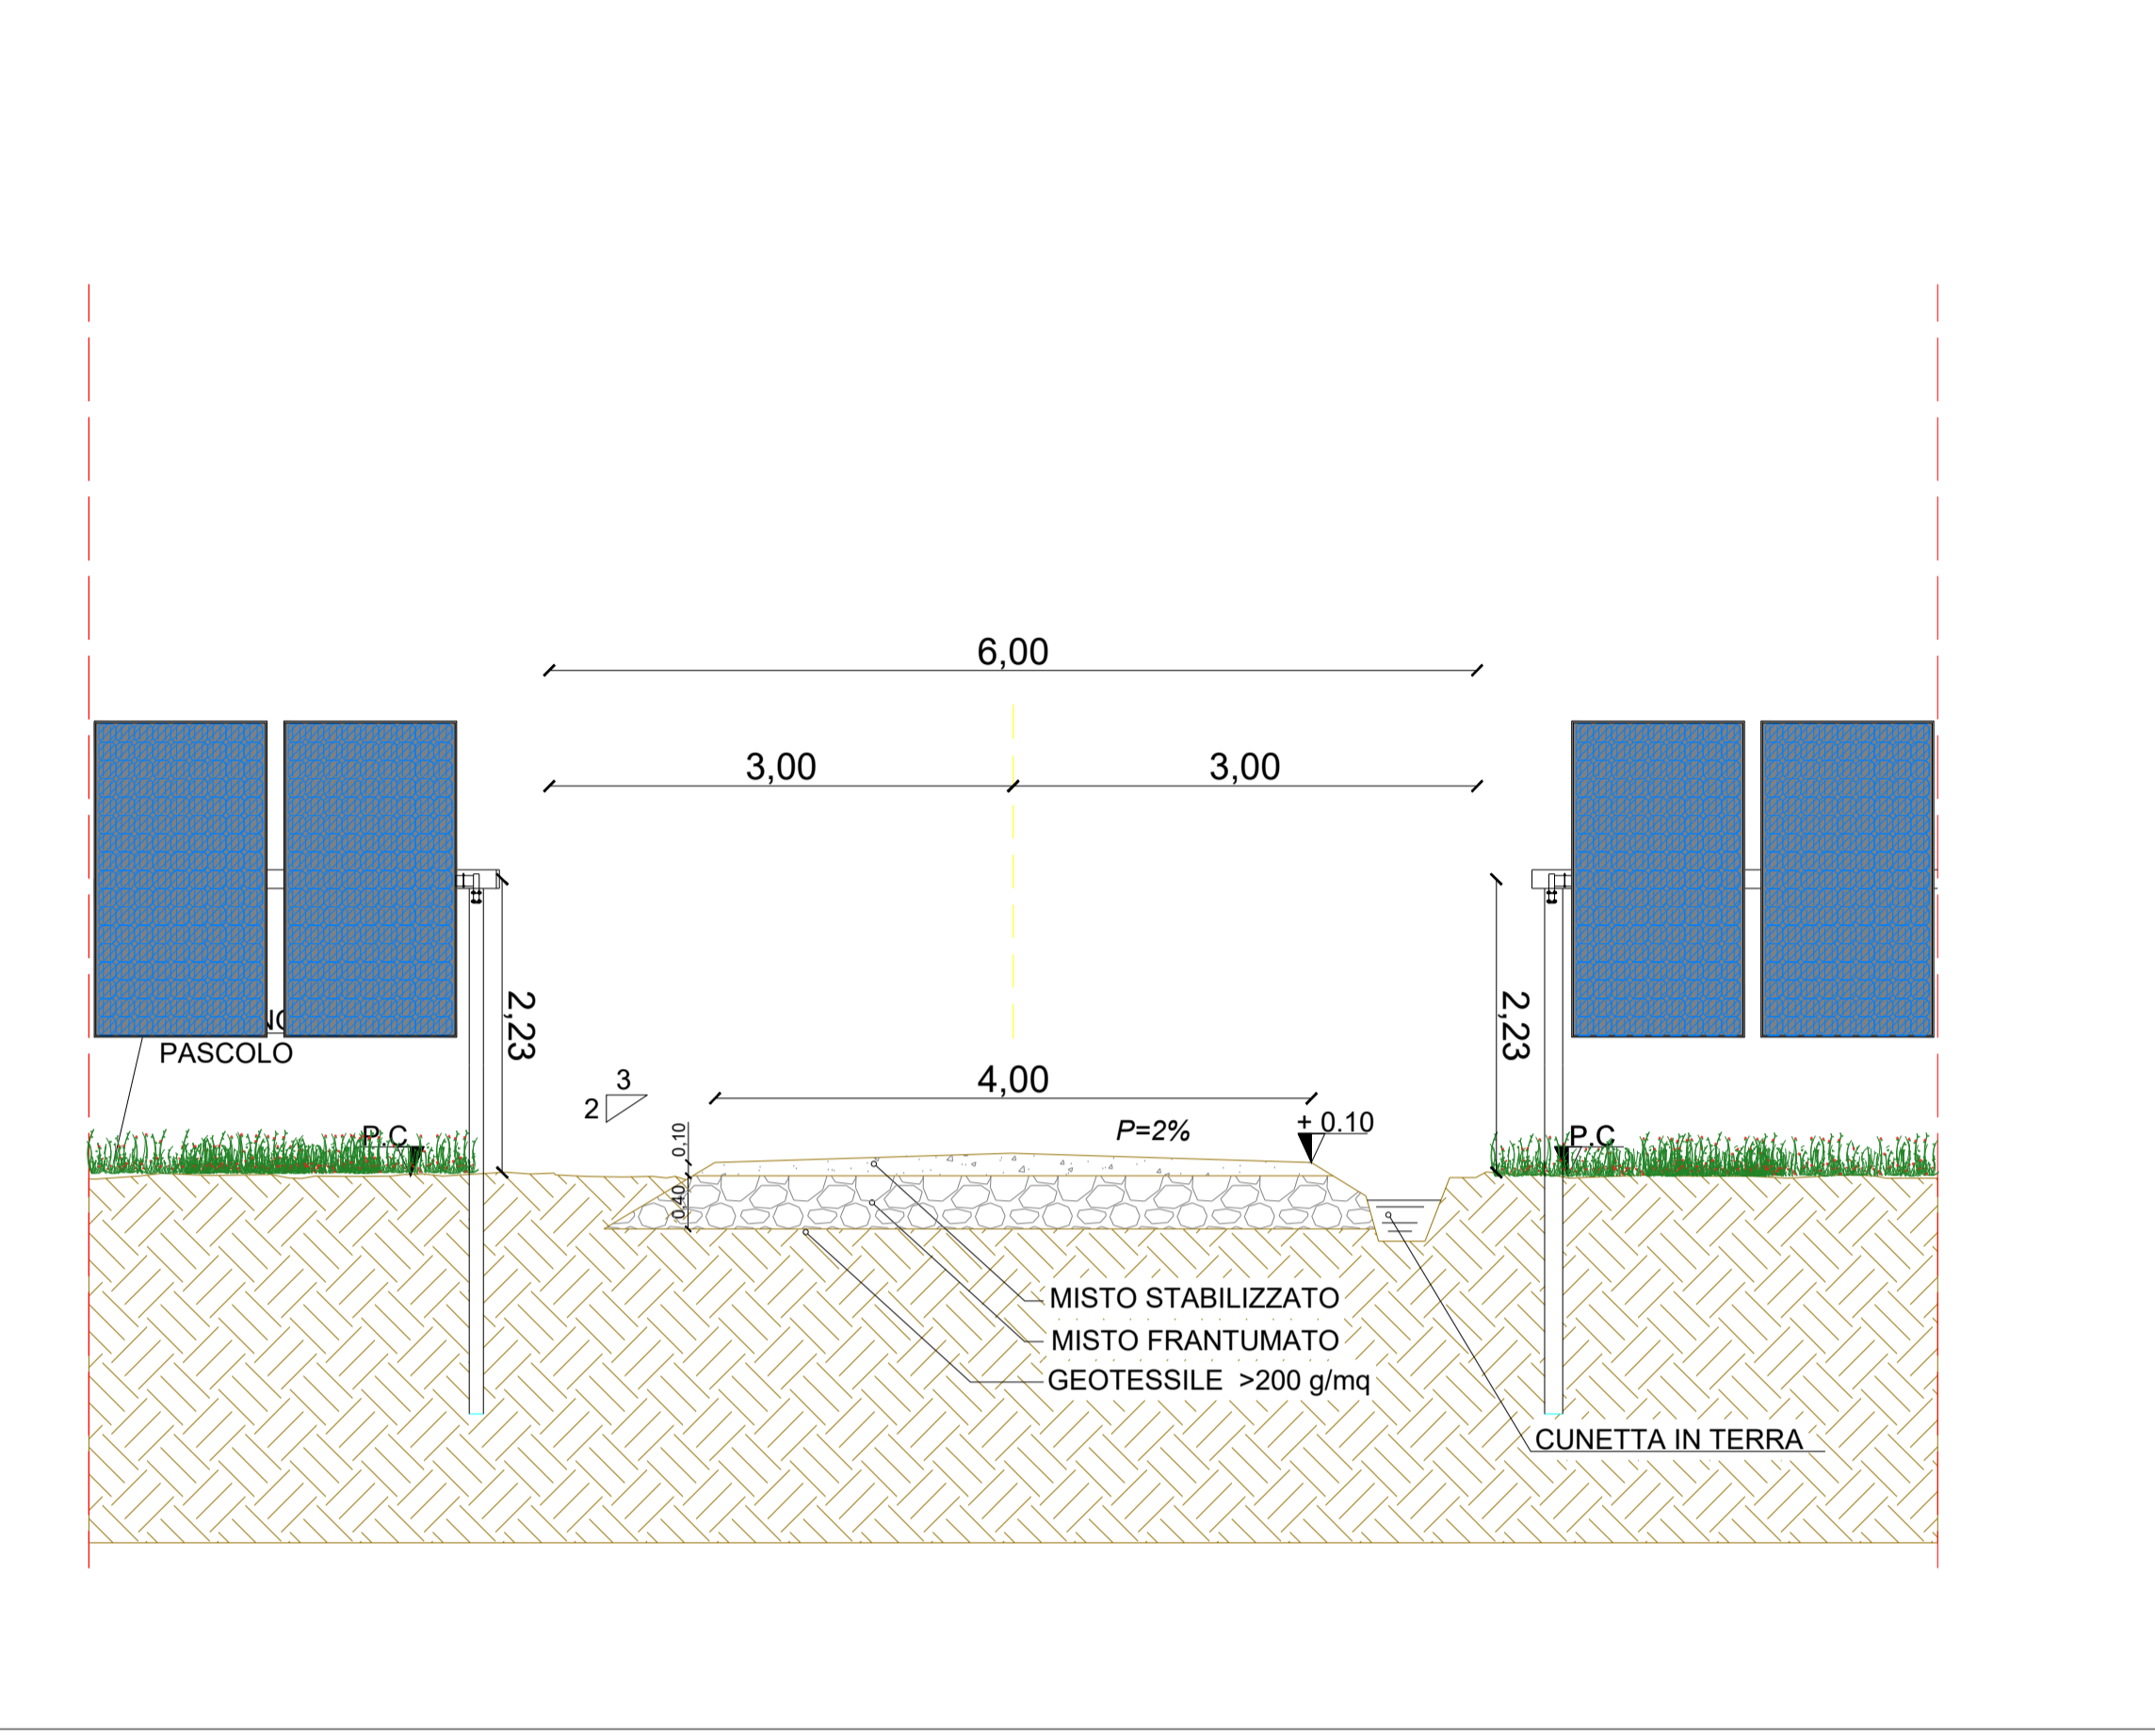 6,00
3,00
3,00
2,23
2,23
PASCOLO
3
2
4,00
P=2%
+ 0.10
P.C
P.C
0,10
0,40
MISTO STABILIZZATO
MISTO FRANTUMATO
GEOTESSILE >200 g/mq
CUNETTA IN TERRA